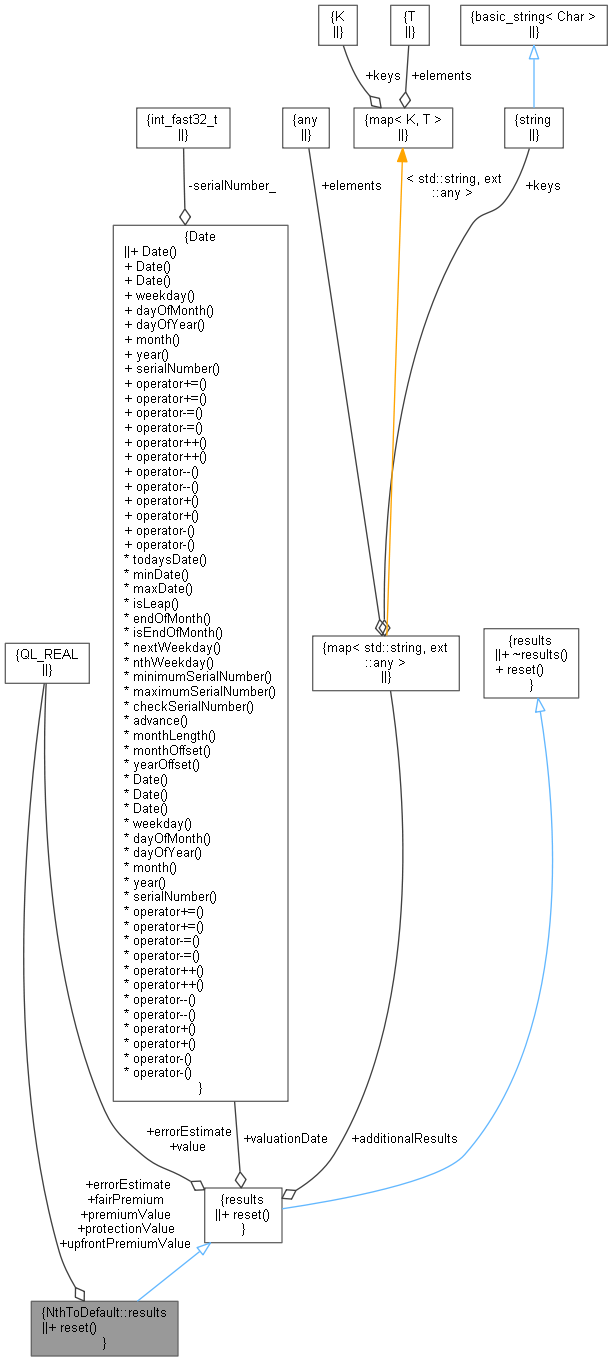 {K
||}
{T
||}
{basic_string< Char >
||}
+keys
+elements
{int_fast32_t
||}
{any
||}
{map< K, T >
||}
{string
||}
-serialNumber_
+elements
< std::string, ext
::any >
+keys
{Date
||+ Date()
+ Date()
+ Date()
+ weekday()
+ dayOfMonth()
+ dayOfYear()
+ month()
+ year()
+ serialNumber()
+ operator+=()
+ operator+=()
+ operator-=()
+ operator-=()
+ operator++()
+ operator++()
+ operator--()
+ operator--()
+ operator+()
+ operator+()
+ operator-()
+ operator-()
* todaysDate()
* minDate()
* maxDate()
* isLeap()
* endOfMonth()
* isEndOfMonth()
* nextWeekday()
* nthWeekday()
* minimumSerialNumber()
* maximumSerialNumber()
* checkSerialNumber()
* advance()
* monthLength()
* monthOffset()
* yearOffset()
* Date()
* Date()
* Date()
* weekday()
* dayOfMonth()
* dayOfYear()
* month()
* year()
* serialNumber()
* operator+=()
* operator+=()
* operator-=()
* operator-=()
* operator++()
* operator++()
* operator--()
* operator--()
* operator+()
* operator+()
* operator-()
* operator-()
}
{QL_REAL
||}
{map< std::string, ext
::any >
||}
{results
||+ ~results()
+ reset()
}
+errorEstimate
+value
+valuationDate
+additionalResults
+errorEstimate
+fairPremium
+premiumValue
+protectionValue
+upfrontPremiumValue
{results
||+ reset()
}
{NthToDefault::results
||+ reset()
}